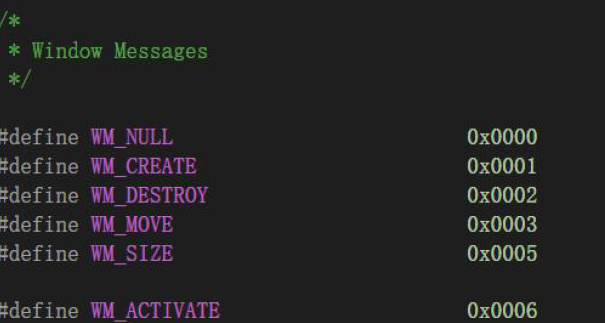 /*
 * Window Messages
 */
#define WM_NULL                         0x0000
#define WM_CREATE                       0x0001
#define WM_DESTROY                      0x0002
#define WM_MOVE                         0x0003
#define WM_SIZE                         0x0005
#define WM_ACTIVATE                     0x0006